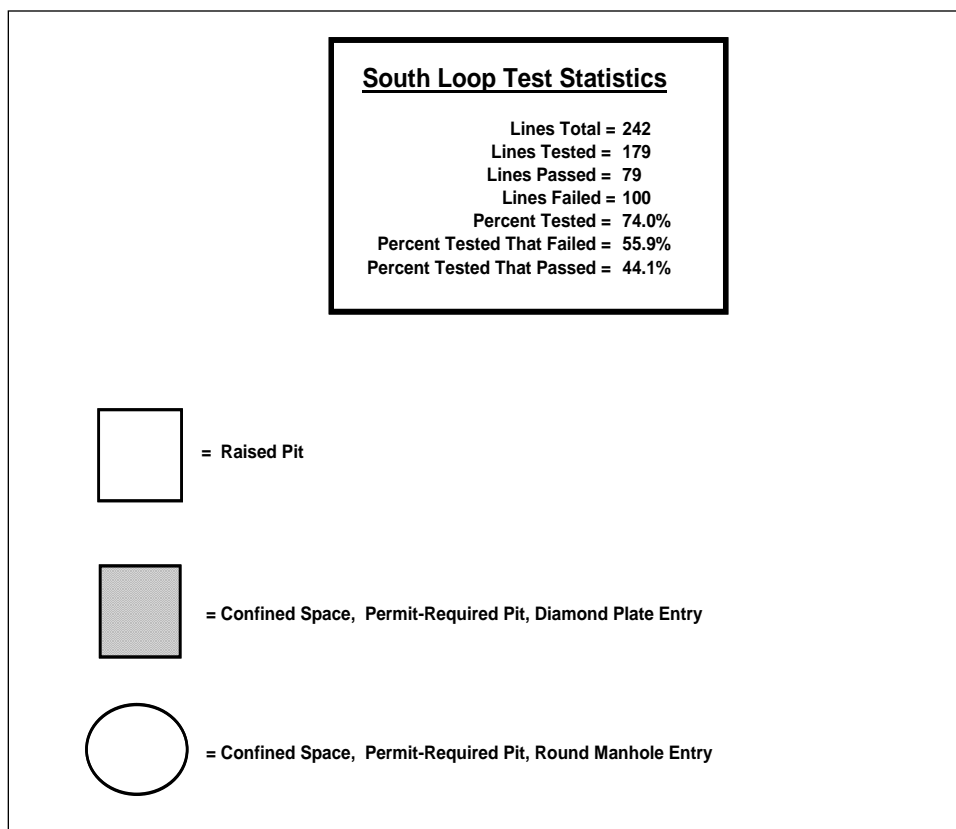 South Loop Test Statistics
Lines Total = 242
Lines Tested = 179
Lines Passed = 79
Lines Failed = 100
Percent Tested = 74.0%
Percent Tested That Failed = 55.9%
Percent Tested That Passed = 44.1%
= Raised Pit
= Confined Space, Permit-Required Pit, Diamond Plate Entry
= Confined Space, Permit-Required Pit, Round Manhole Entry